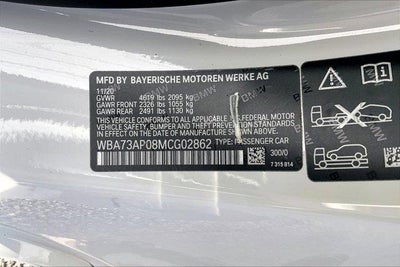 MFD BY BAYERISCHE MOTOREN WERKE AG
11/20
GVWR 4619 lbs 2095 kg
GAWR FRONT 2326 lbs 1055 kg
GAWR REAR 2491 lbs 1130 kg
THIS VEHICLE CONFORMS TO ALL APPLICABLE U.S. FEDERAL MOTOR
VEHICLE SAFETY, BUMPER, AND THEFT PREVENTION STANDARDS
IN EFFECT ON THE DATE OF MANUFACTURE SHOWN ABOVE.
WBA73AP08MCG02862 TYPE: PASSENGER CAR
300/0
7 315 814
BMW
BMW